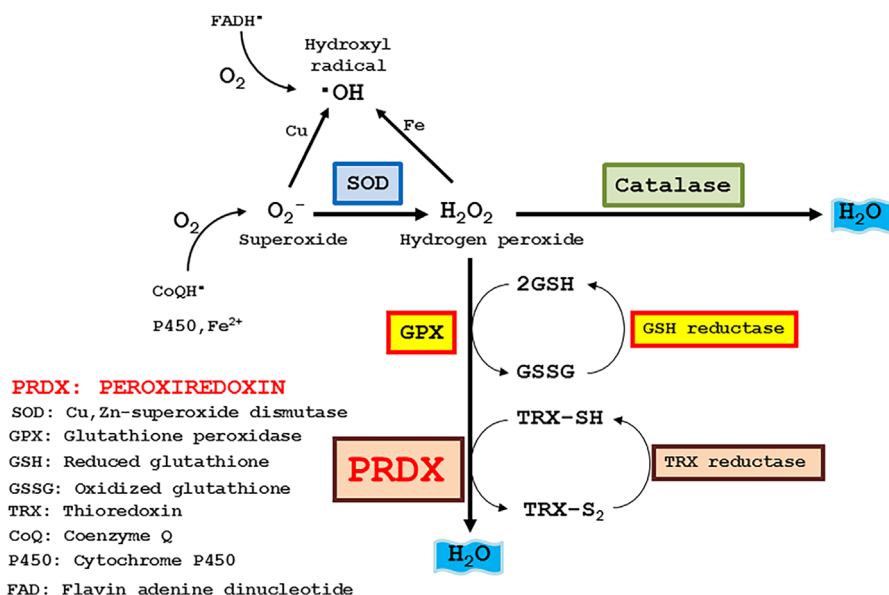 FADH▪
Hydroxyl
radical
O₂
▪OH
Cu
Fe
SOD
Catalase
O₂⁻
H₂O₂
H₂O
O₂
Superoxide
Hydrogen peroxide
CoQH▪
2GSH
P450,Fe²⁺
GPX
GSH reductase
GSSG
PRDX: PEROXIREDOXIN
SOD: Cu,Zn-superoxide dismutase
GPX: Glutathione peroxidase
GSH: Reduced glutathione
GSSG: Oxidized glutathione
TRX: Thioredoxin
CoQ: Coenzyme Q
P450: Cytochrome P450
FAD: Flavin adenine dinucleotide
TRX-SH
PRDX
TRX reductase
TRX-S₂
H₂O